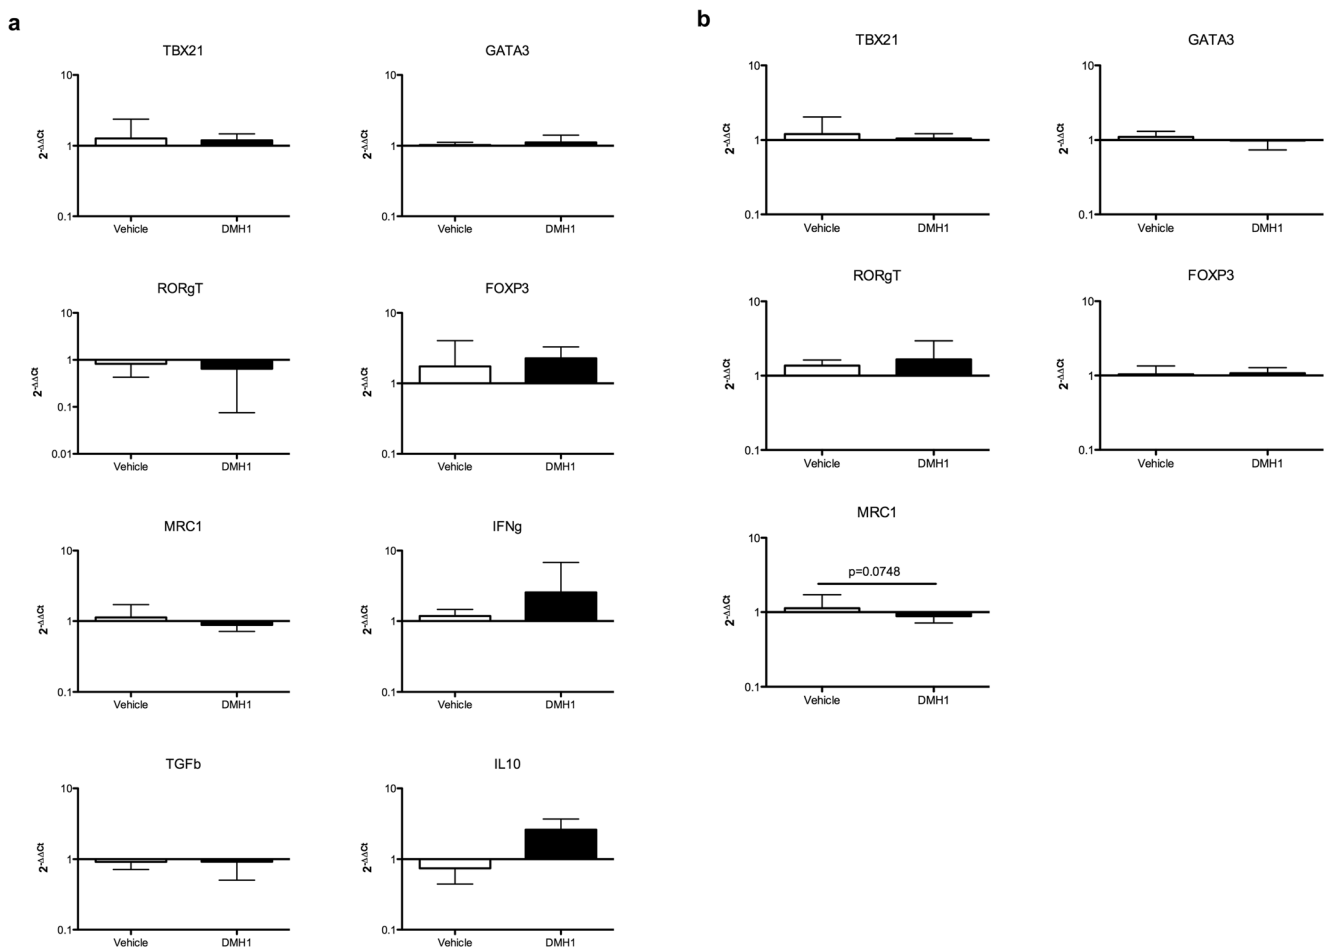 a
TBX21
10
1
0.1
2-ΔΔCt
Vehicle
DMH1
GATA3
10
1
0.1
2-ΔΔCt
Vehicle
DMH1
RORgT
10
1
0.1
0.01
2-ΔΔCt
Vehicle
DMH1
FOXP3
10
1
0.1
2-ΔΔCt
Vehicle
DMH1
MRC1
10
1
0.1
2-ΔΔCt
Vehicle
DMH1
IFNg
10
1
0.1
2-ΔΔCt
Vehicle
DMH1
TGFb
10
1
0.1
2-ΔΔCt
Vehicle
DMH1
IL10
10
1
0.1
2-ΔΔCt
Vehicle
DMH1
b
TBX21
10
1
0.1
2-ΔΔCt
Vehicle
DMH1
GATA3
10
1
0.1
2-ΔΔCt
Vehicle
DMH1
RORgT
10
1
0.1
2-ΔΔCt
Vehicle
DMH1
FOXP3
10
1
0.1
2-ΔΔCt
Vehicle
DMH1
MRC1
10
1
0.1
2-ΔΔCt
p=0.0748
Vehicle
DMH1